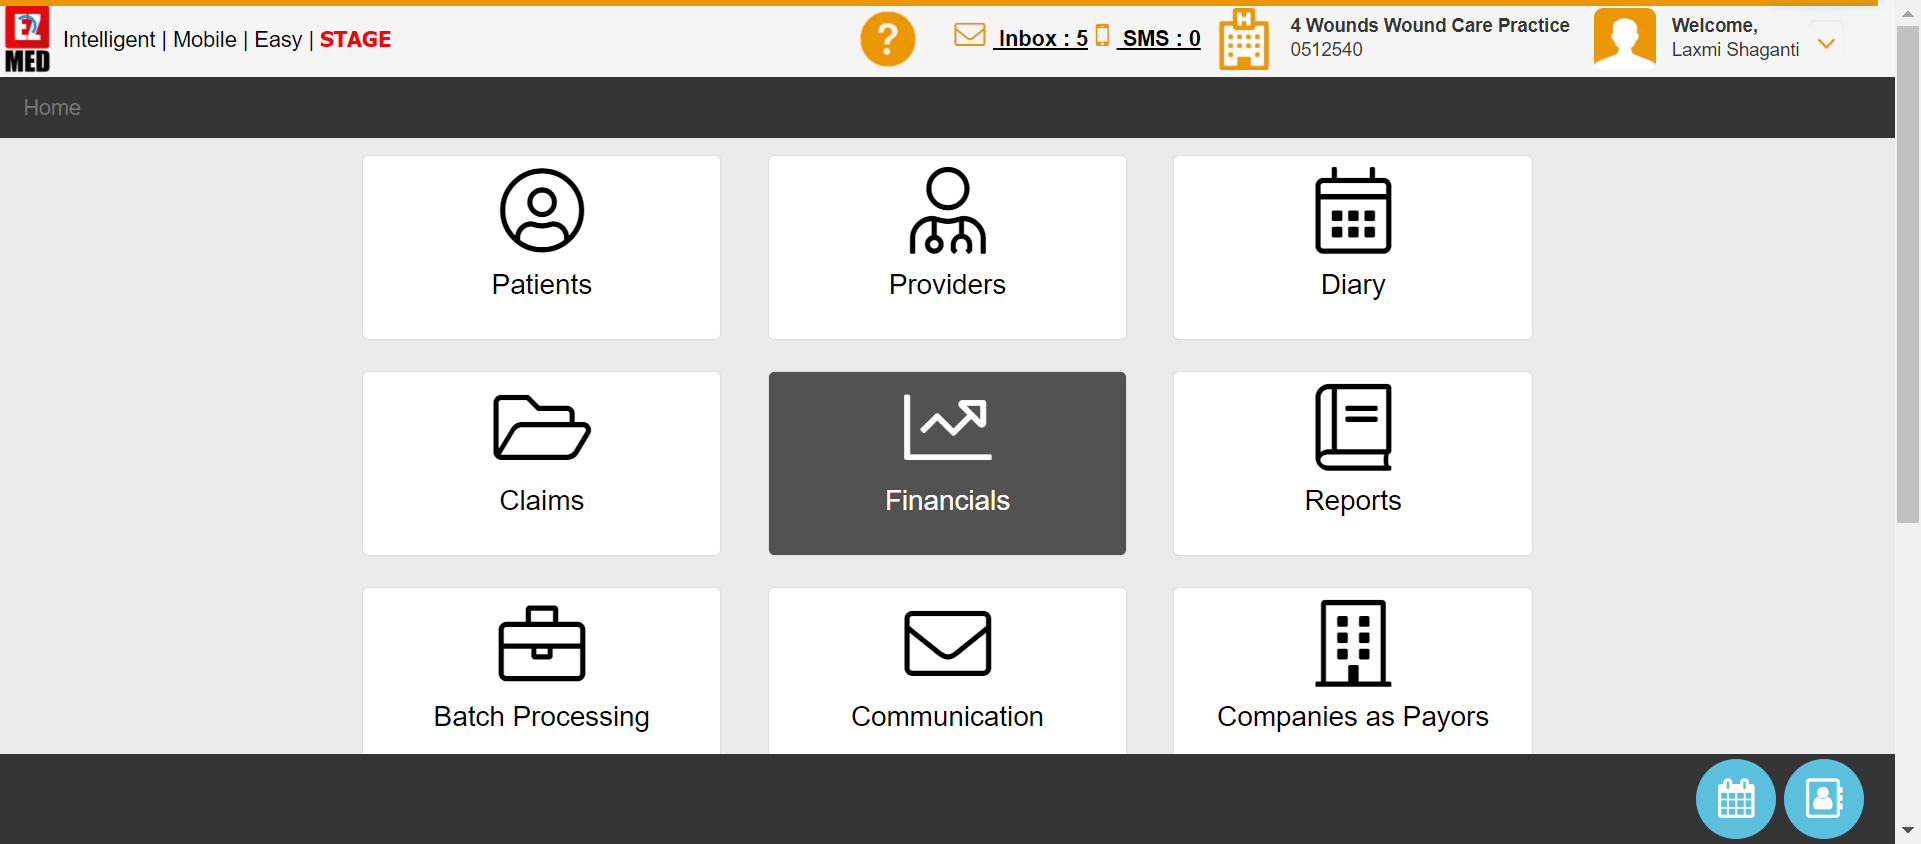 EZ
MED
Intelligent | Mobile | Easy | STAGE
?
Inbox : 5
SMS : 0
H
4 Wounds Wound Care Practice
0512540
Welcome,
Laxmi Shaganti
Home
Patients
Providers
Diary
Claims
Financials
Reports
Batch Processing
Communication
Companies as Payors